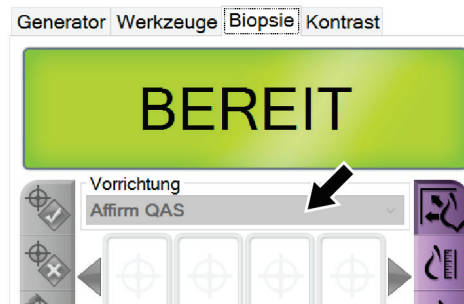 Generator Werkzeuge Biopsie Kontrast
BEREIT
Vorrichtung
Affirm QAS